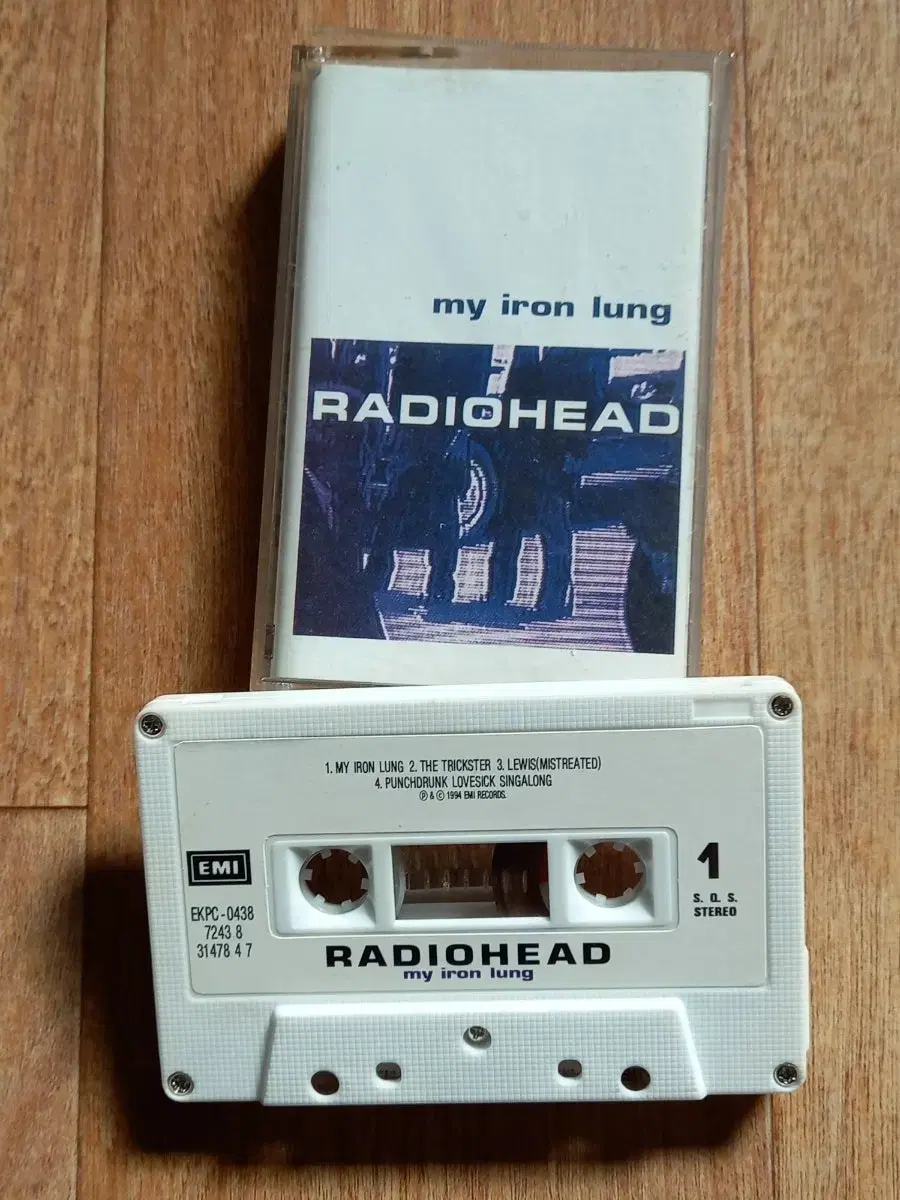 my iron lung
RADIOHEAD
1. MY IRON LUNG 2. THE TRICKSTER 3. LEWIS(MISTREATED)
4. PUNCHDRUNK LOVESICK SINGALONG
℗ & © 1994 EMI RECORDS.
EMI
EKPC-0438
7243 8
31478 4 7
1
S. Q. S.
STEREO
RADIOHEAD
my iron lung